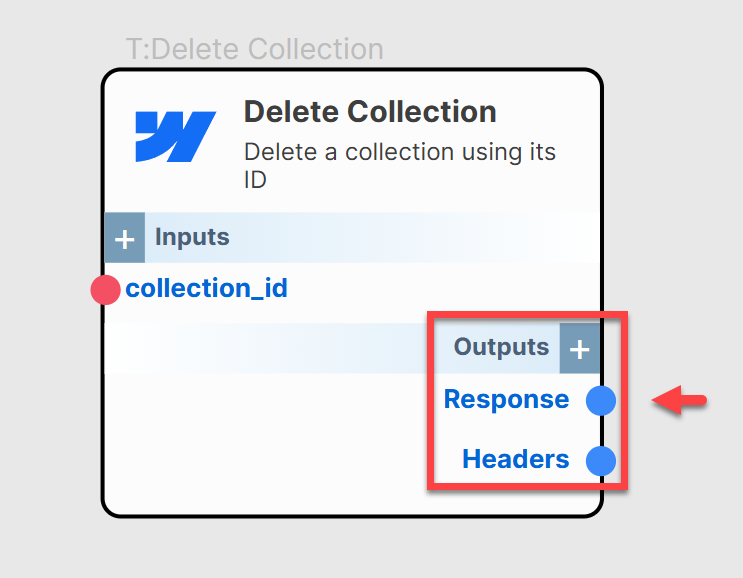 T:Delete Collection
Delete Collection
Delete a collection using its
ID
+ Inputs
collection_id
Outputs +
Response
Headers